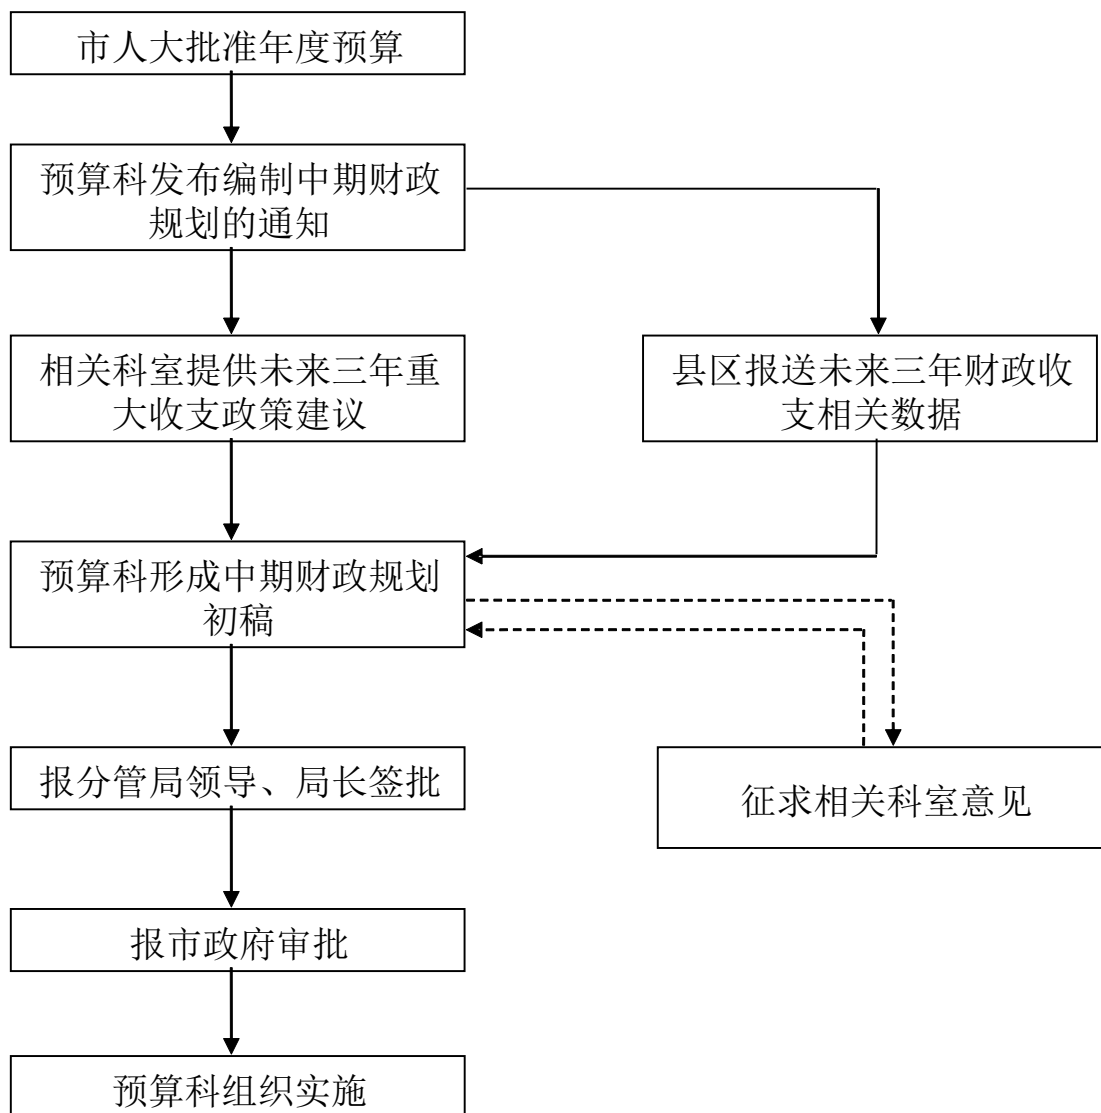 市人大批准年度预算
预算科发布编制中期财政
规划的通知
相关科室提供未来三年重
大收支政策建议
县区报送未来三年财政收
支相关数据
预算科形成中期财政规划
初稿
报分管局领导、局长签批
征求相关科室意见
报市政府审批
预算科组织实施